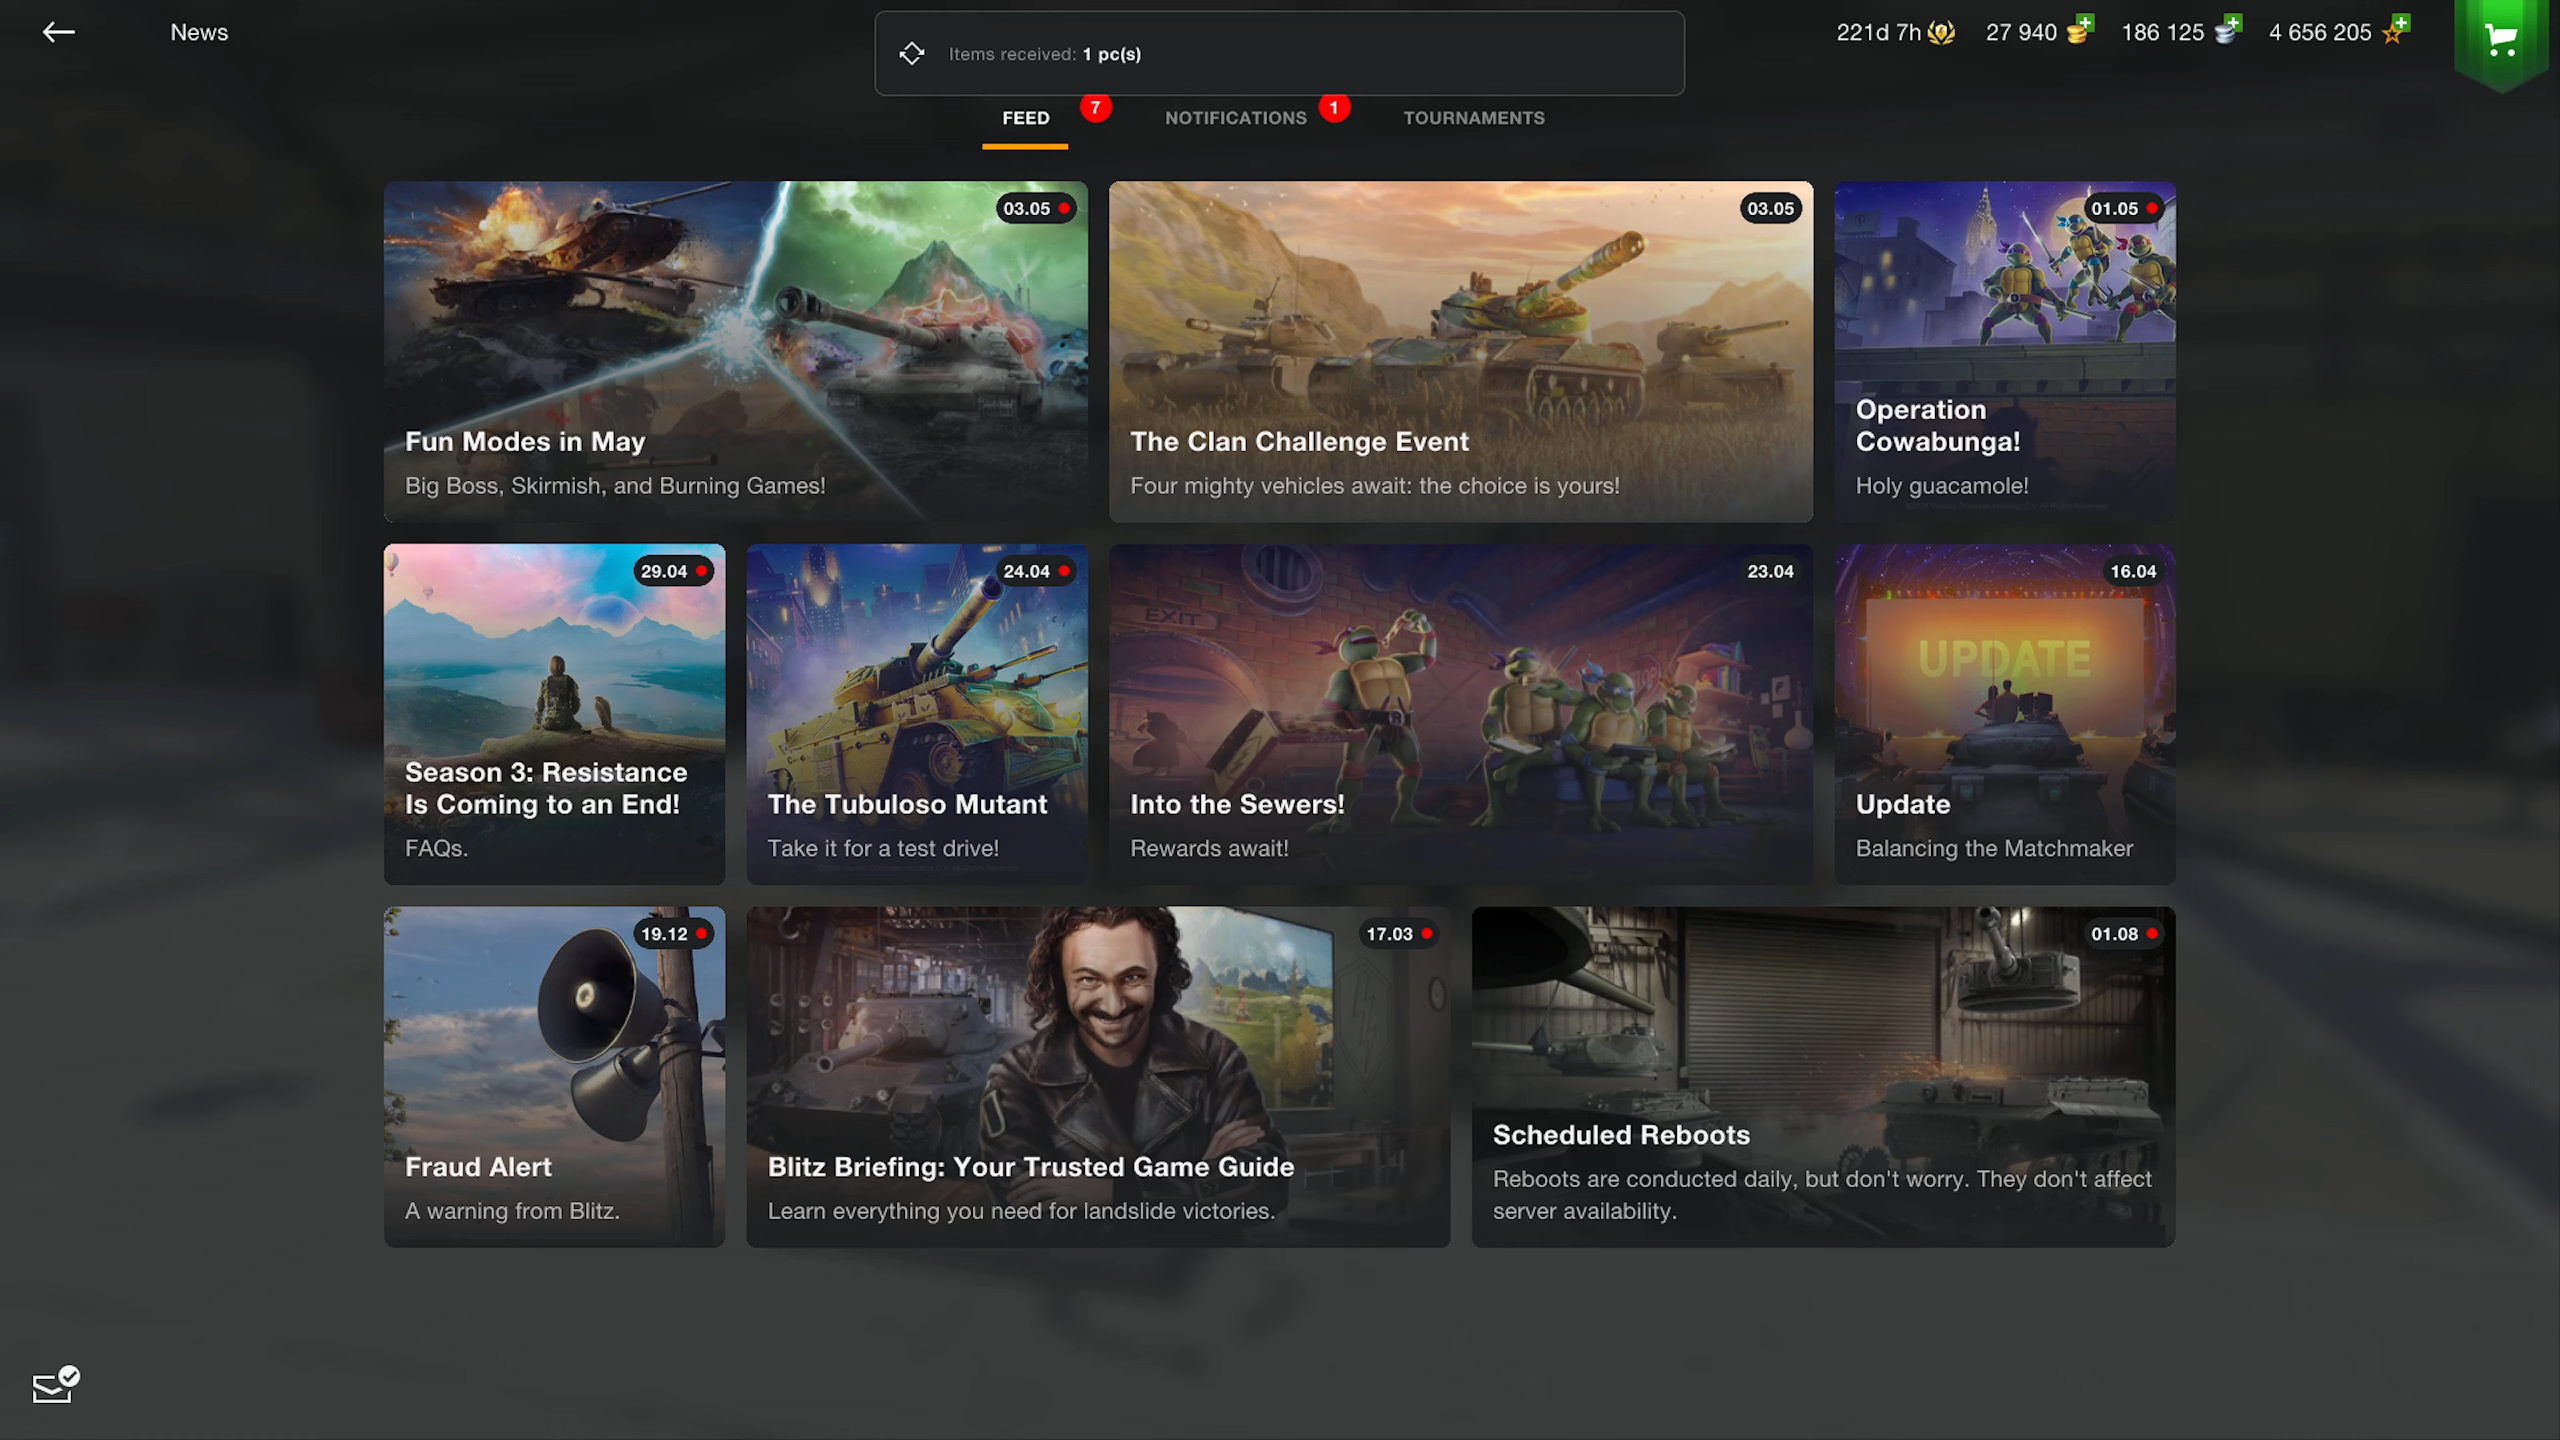 News
Items received: 1 pc(s)
221d 7h
27 940
186 125
4 656 205
FEED
7
NOTIFICATIONS
1
TOURNAMENTS
03.05
Fun Modes in May
Big Boss, Skirmish, and Burning Games!
03.05
The Clan Challenge Event
Four mighty vehicles await: the choice is yours!
01.05
Operation
Cowabunga!
Holy guacamole!
29.04
Season 3: Resistance
Is Coming to an End!
FAQs.
24.04
The Tubuloso Mutant
Take it for a test drive!
23.04
EXIT
Into the Sewers!
Rewards await!
16.04
UPDATE
Update
Balancing the Matchmaker
19.12
Fraud Alert
A warning from Blitz.
17.03
Blitz Briefing: Your Trusted Game Guide
Learn everything you need for landslide victories.
01.08
Scheduled Reboots
Reboots are conducted daily, but don't worry. They don't affect
server availability.